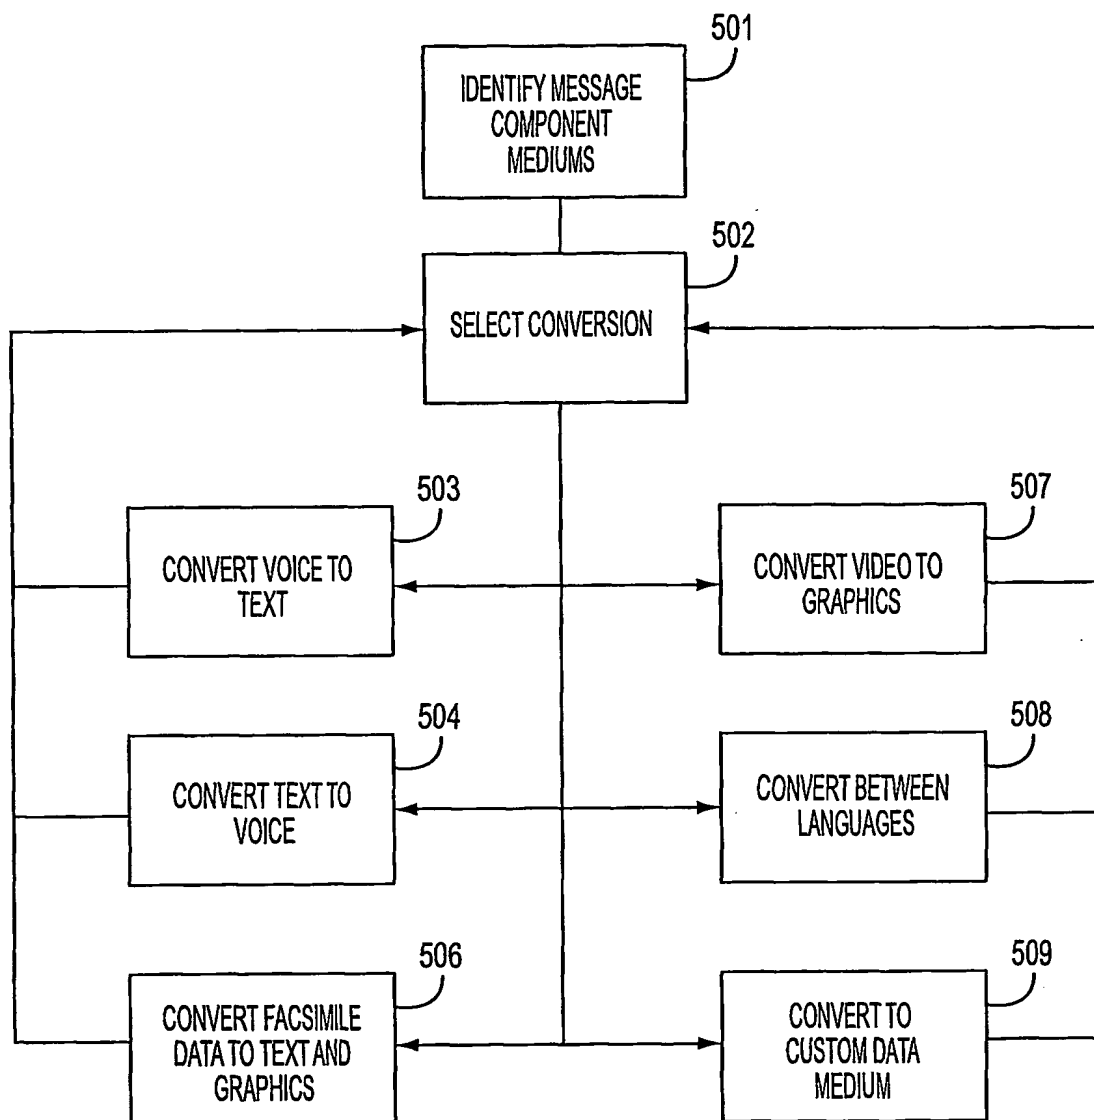 501
IDENTIFY MESSAGE
COMPONENT
MEDIUMS
502
SELECT CONVERSION
503
CONVERT VOICE TO
TEXT
507
CONVERT VIDEO TO
GRAPHICS
504
CONVERT TEXT TO
VOICE
508
CONVERT BETWEEN
LANGUAGES
506
CONVERT FACSIMILE
DATA TO TEXT AND
GRAPHICS
509
CONVERT TO
CUSTOM DATA
MEDIUM